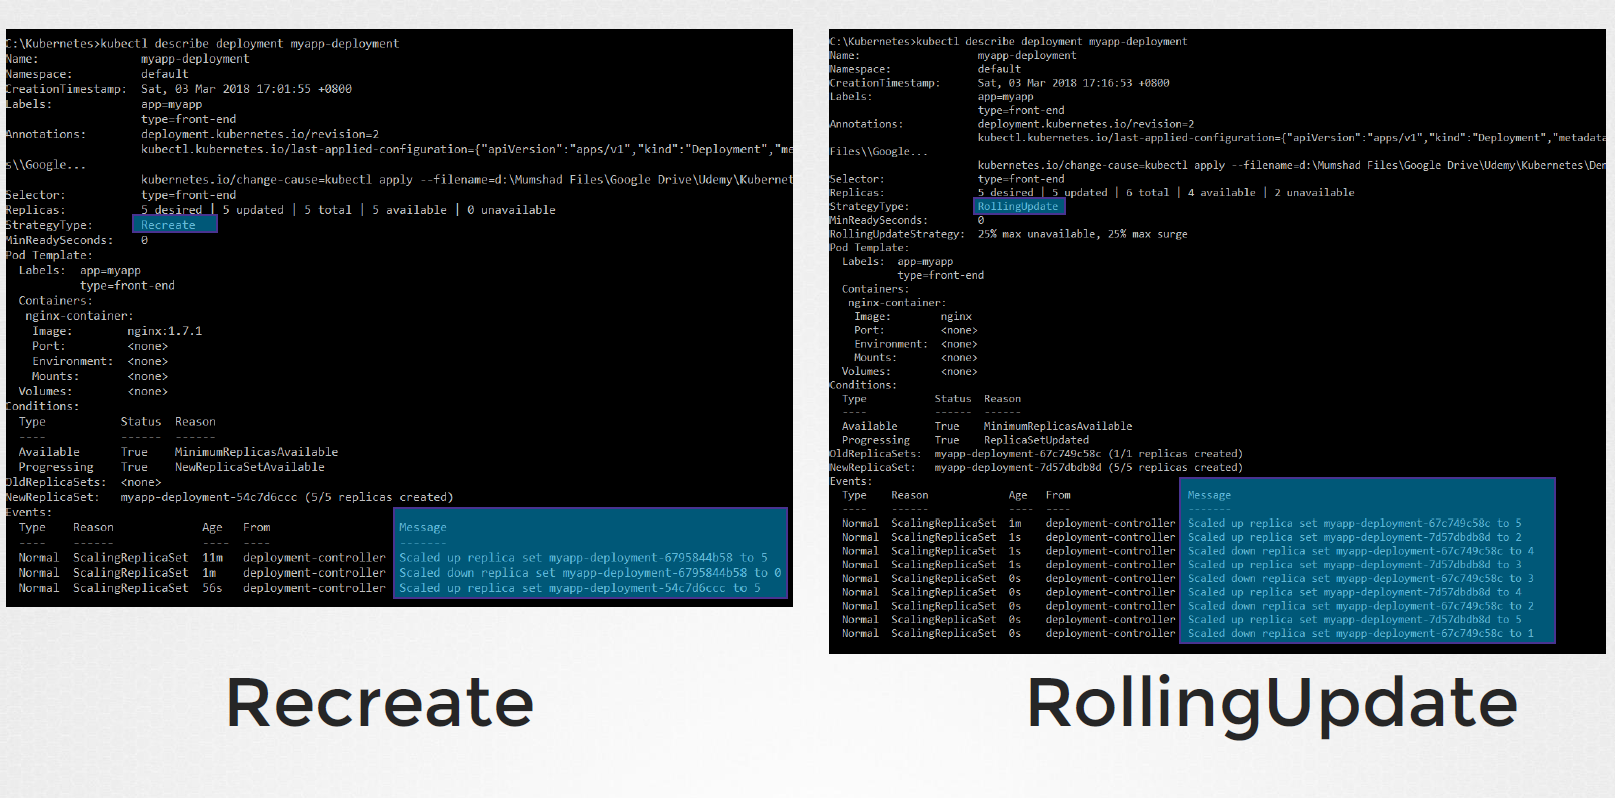 C:\Kubernetes>kubectl describe deployment myapp-deployment
Name: myapp-deployment
Namespace: default
CreationTimestamp: Sat, 03 Mar 2018 17:01:55 +0800
Labels: app=myapp
type=front-end
Annotations: deployment.kubernetes.io/revision=2
kubectl.kubernetes.io/last-applied-configuration={"apiVersion":"apps/v1","kind":"Deployment","me
s\\Google...
kubernetes.io/change-cause=kubectl apply --filename=d:\Mumshad Files\Google Drive\Udemy\Kubernet
Selector: type=front-end
Replicas: 5 desired | 5 updated | 5 total | 5 available | 0 unavailable
StrategyType: Recreate
MinReadySeconds: 0
Pod Template:
Labels: app=myapp
type=front-end
Containers:
nginx-container:
Image: nginx:1.7.1
Port: <none>
Environment: <none>
Mounts: <none>
Volumes: <none>
Conditions:
Type Status Reason
---- ------ ------
Available True MinimumReplicasAvailable
Progressing True NewReplicaSetAvailable
OldReplicaSets: <none>
NewReplicaSet: myapp-deployment-54c7d6ccc (5/5 replicas created)
Events:
Type Reason Age From Message
---- ------ ---- ---- -------
Normal ScalingReplicaSet 11m deployment-controller Scaled up replica set myapp-deployment-6795844b58 to 5
Normal ScalingReplicaSet 1m deployment-controller Scaled down replica set myapp-deployment-6795844b58 to 0
Normal ScalingReplicaSet 56s deployment-controller Scaled up replica set myapp-deployment-54c7d6ccc to 5
Recreate
C:\Kubernetes>kubectl describe deployment myapp-deployment
Name: myapp-deployment
Namespace: default
CreationTimestamp: Sat, 03 Mar 2018 17:16:53 +0800
Labels: app=myapp
type=front-end
Annotations: deployment.kubernetes.io/revision=2
kubectl.kubernetes.io/last-applied-configuration={"apiVersion":"apps/v1","kind":"Deployment","metadata
Files\\Google...
kubernetes.io/change-cause=kubectl apply --filename=d:\Mumshad Files\Google Drive\Udemy\Kubernetes\Dem
Selector: type=front-end
Replicas: 5 desired | 5 updated | 6 total | 4 available | 2 unavailable
StrategyType: RollingUpdate
MinReadySeconds: 0
RollingUpdateStrategy: 25% max unavailable, 25% max surge
Pod Template:
Labels: app=myapp
type=front-end
Containers:
nginx-container:
Image: nginx
Port: <none>
Environment: <none>
Mounts: <none>
Volumes: <none>
Conditions:
Type Status Reason
---- ------ ------
Available True MinimumReplicasAvailable
Progressing True ReplicaSetUpdated
OldReplicaSets: myapp-deployment-67c749c58c (1/1 replicas created)
NewReplicaSet: myapp-deployment-7d57dbdb8d (5/5 replicas created)
Events:
Type Reason Age From Message
---- ------ ---- ---- -------
Normal ScalingReplicaSet 1m deployment-controller Scaled up replica set myapp-deployment-67c749c58c to 5
Normal ScalingReplicaSet 1s deployment-controller Scaled up replica set myapp-deployment-7d57dbdb8d to 2
Normal ScalingReplicaSet 1s deployment-controller Scaled down replica set myapp-deployment-67c749c58c to 4
Normal ScalingReplicaSet 1s deployment-controller Scaled up replica set myapp-deployment-7d57dbdb8d to 3
Normal ScalingReplicaSet 0s deployment-controller Scaled down replica set myapp-deployment-67c749c58c to 3
Normal ScalingReplicaSet 0s deployment-controller Scaled up replica set myapp-deployment-7d57dbdb8d to 4
Normal ScalingReplicaSet 0s deployment-controller Scaled down replica set myapp-deployment-67c749c58c to 2
Normal ScalingReplicaSet 0s deployment-controller Scaled up replica set myapp-deployment-7d57dbdb8d to 5
Normal ScalingReplicaSet 0s deployment-controller Scaled down replica set myapp-deployment-67c749c58c to 1
RollingUpdate